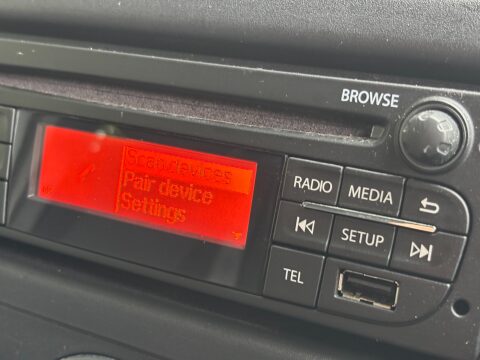 BROWSE
Scan devices
Pair device
Settings
RADIO
MEDIA
SETUP
TEL